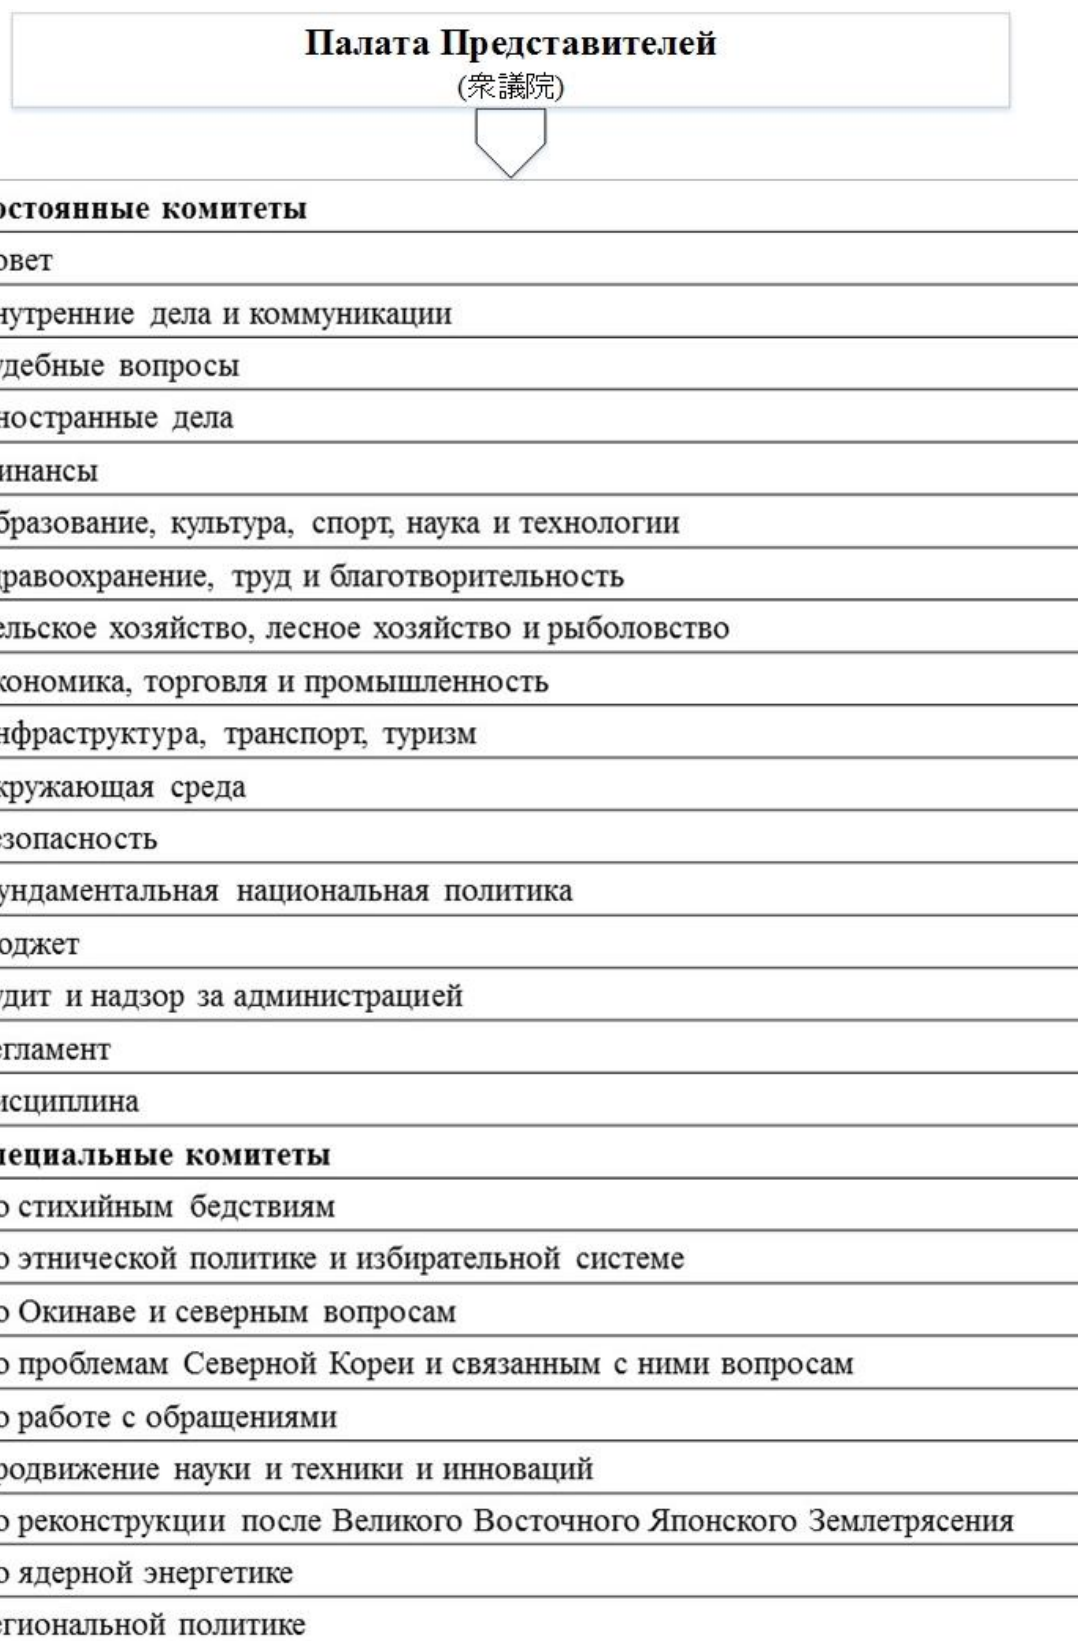 Палата Представителей
(衆議院)
остоянные комитеты
овет
нутренние дела и коммуникации
удебные вопросы
ностранные дела
инансы
бразование, культура, спорт, наука и технологии
дравоохранение, труд и благотворительность
ельское хозяйство, лесное хозяйство и рыболовство
кономика, торговля и промышленность
нфраструктура, транспорт, туризм
кружающая среда
езопасность
ундаментальная национальная политика
юджет
удит и надзор за администрацией
егламент
исциплина
пециальные комитеты
о стихийным бедствиям
о этнической политике и избирательной системе
о Окинаве и северным вопросам
о проблемам Северной Кореи и связанным с ними вопросам
о работе с обращениями
родвижение науки и техники и инноваций
о реконструкции после Великого Восточного Японского Землетрясения
о ядерной энергетике
егиональной политике